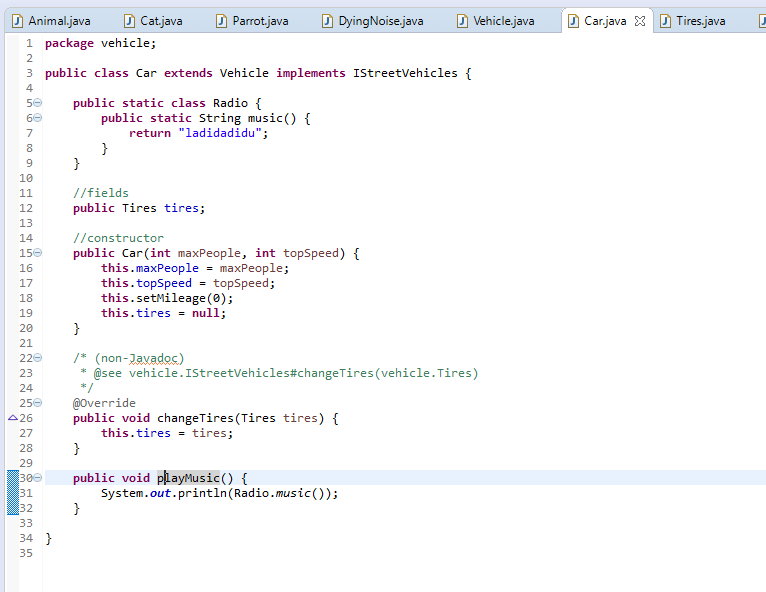 Animal.java Cat.java Parrot.java DyingNoise.java Vehicle.java Car.java Tires.java
1 package vehicle;
2
3 public class Car extends Vehicle implements IStreetVehicles {
4
5 public static class Radio {
6 public static String music() {
7 return "ladidadidu";
8 }
9 }
10
11 //fields
12 public Tires tires;
13
14 //constructor
15 public Car(int maxPeople, int topSpeed) {
16 this.maxPeople = maxPeople;
17 this.topSpeed = topSpeed;
18 this.setMileage(0);
19 this.tires = null;
20 }
21
22 /* (non-Javadoc)
23 * @see vehicle.IStreetVehicles#changeTires(vehicle.Tires)
24 */
25 @Override
26 public void changeTires(Tires tires) {
27 this.tires = tires;
28 }
29
30 public void playMusic() {
31 System.out.println(Radio.music());
32 }
33
34 }
35